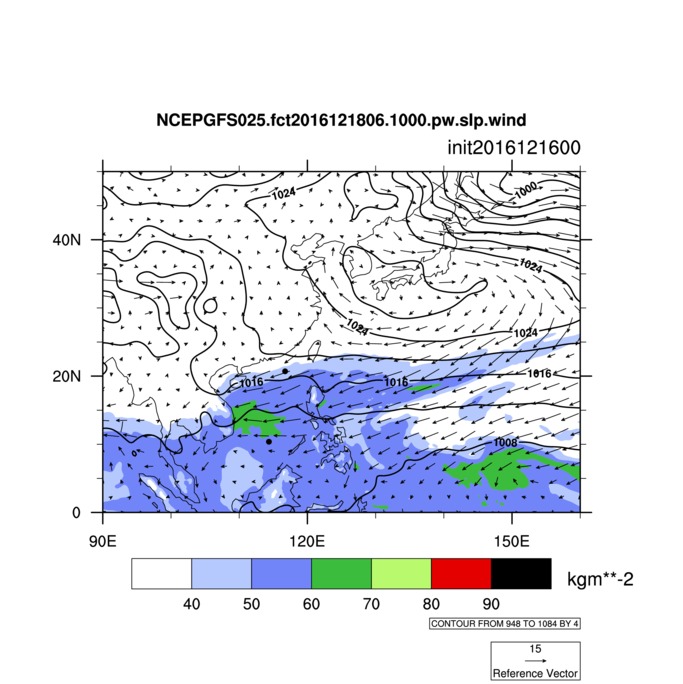 NCEPGFS025.fct2016121806.1000.pw.slp.wind
init2016121600
1024
1000
40N
1024
1024
1024
20N
1016
1016
1016
1008
0
0
90E
120E
150E
kgm**-2
40
50
60
70
80
90
CONTOUR FROM 948 TO 1084 BY 4
15
Reference Vector